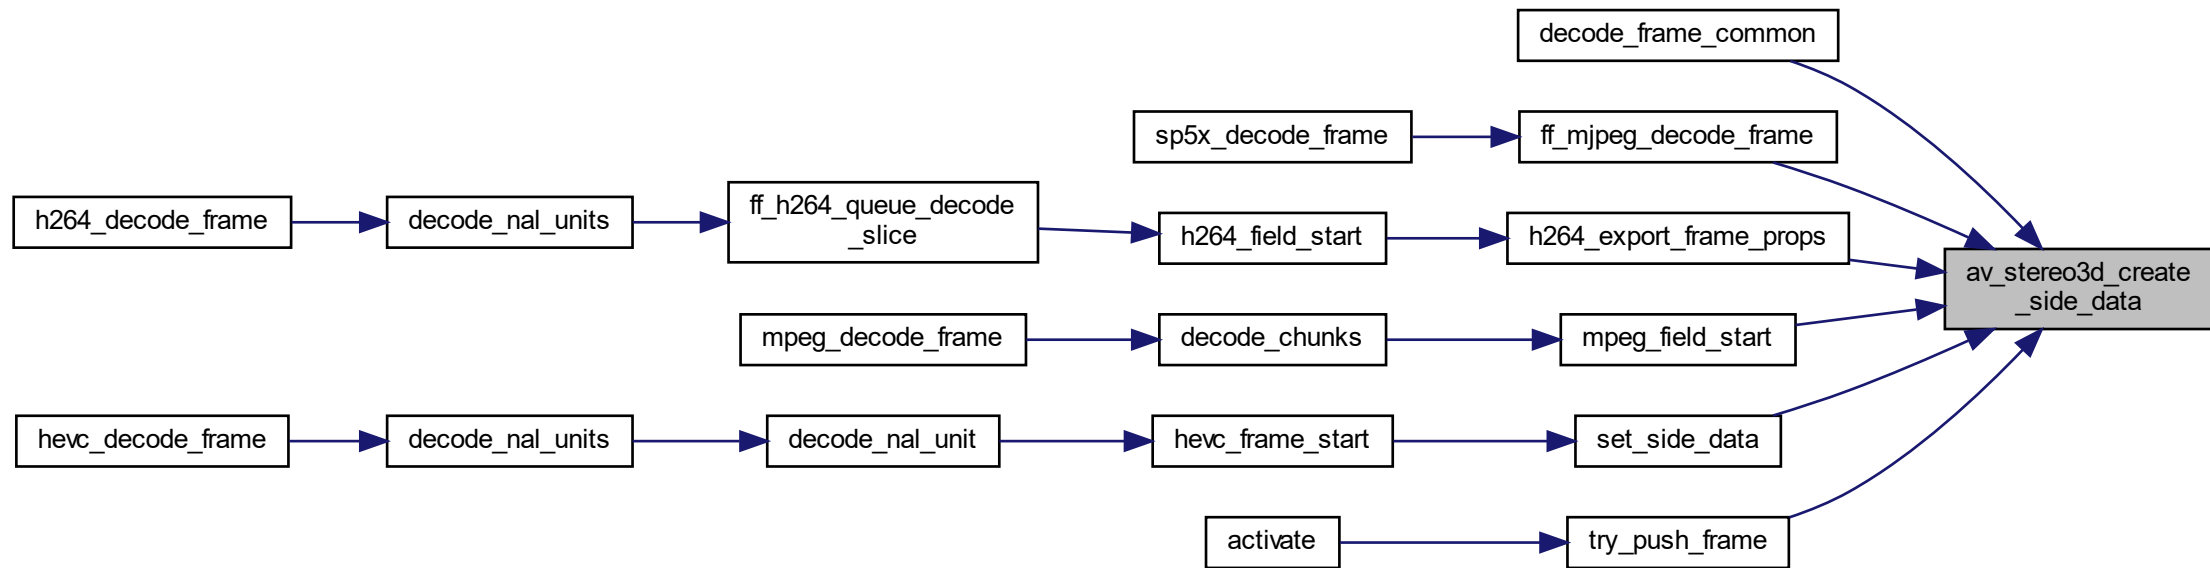 decode_frame_common
sp5x_decode_frame
ff_mjpeg_decode_frame
h264_decode_frame
decode_nal_units
ff_h264_queue_decode
_slice
h264_field_start
h264_export_frame_props
av_stereo3d_create
_side_data
mpeg_decode_frame
decode_chunks
mpeg_field_start
hevc_decode_frame
decode_nal_units
decode_nal_unit
hevc_frame_start
set_side_data
activate
try_push_frame